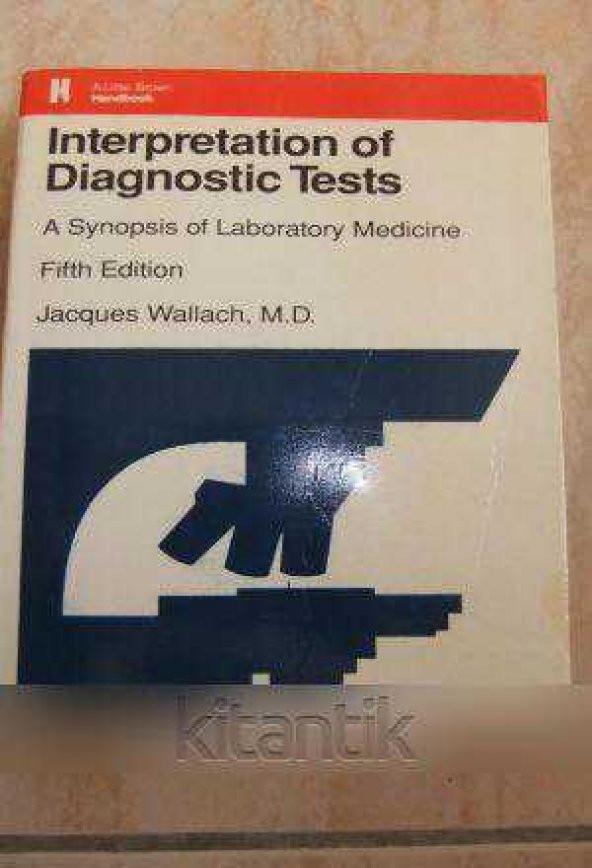 H
A Little, Brown
Handbook
Interpretation of
Diagnostic Tests
A Synopsis of Laboratory Medicine
Fifth Edition
Jacques Wallach, M.D.
kitantik